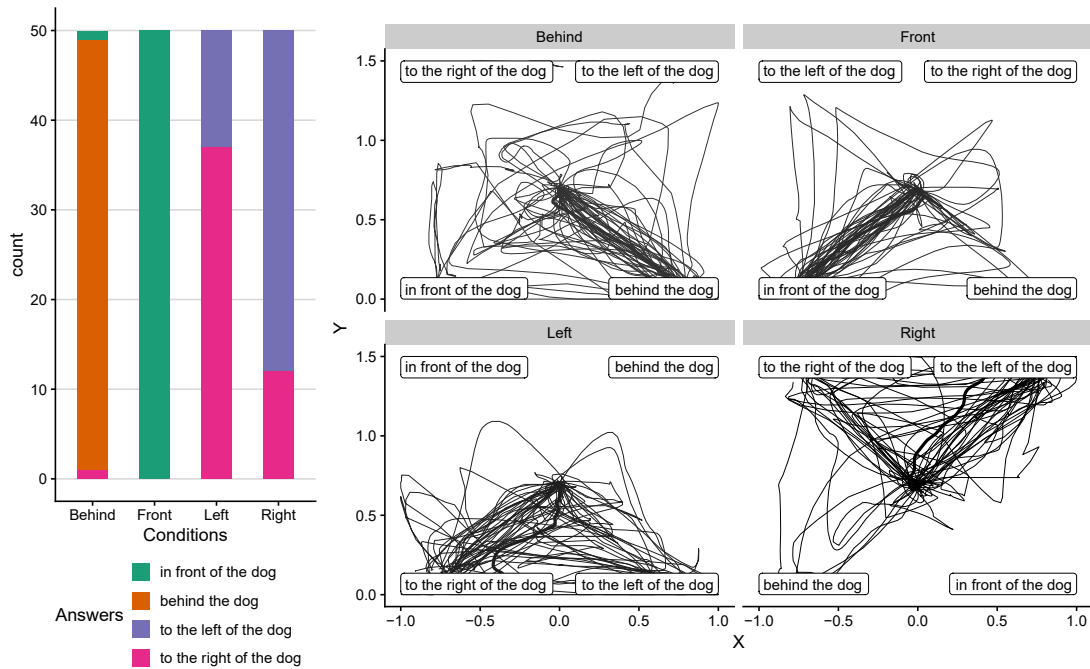 50
40
30
20
10
0
count
Behind Front Left Right
Conditions
Answers
in front of the dog
behind the dog
to the left of the dog
to the right of the dog
Behind
Front
1.5
1.0
0.5
0.0
to the right of the dog
to the left of the dog
in front of the dog
behind the dog
to the left of the dog
to the right of the dog
in front of the dog
behind the dog
Y
Left
Right
1.5
1.0
0.5
0.0
in front of the dog
behind the dog
to the right of the dog
to the left of the dog
to the right of the dog
to the left of the dog
behind the dog
in front of the dog
−1.0 −0.5 0.0 0.5 1.0
−1.0 −0.5 0.0 0.5 1.0
X